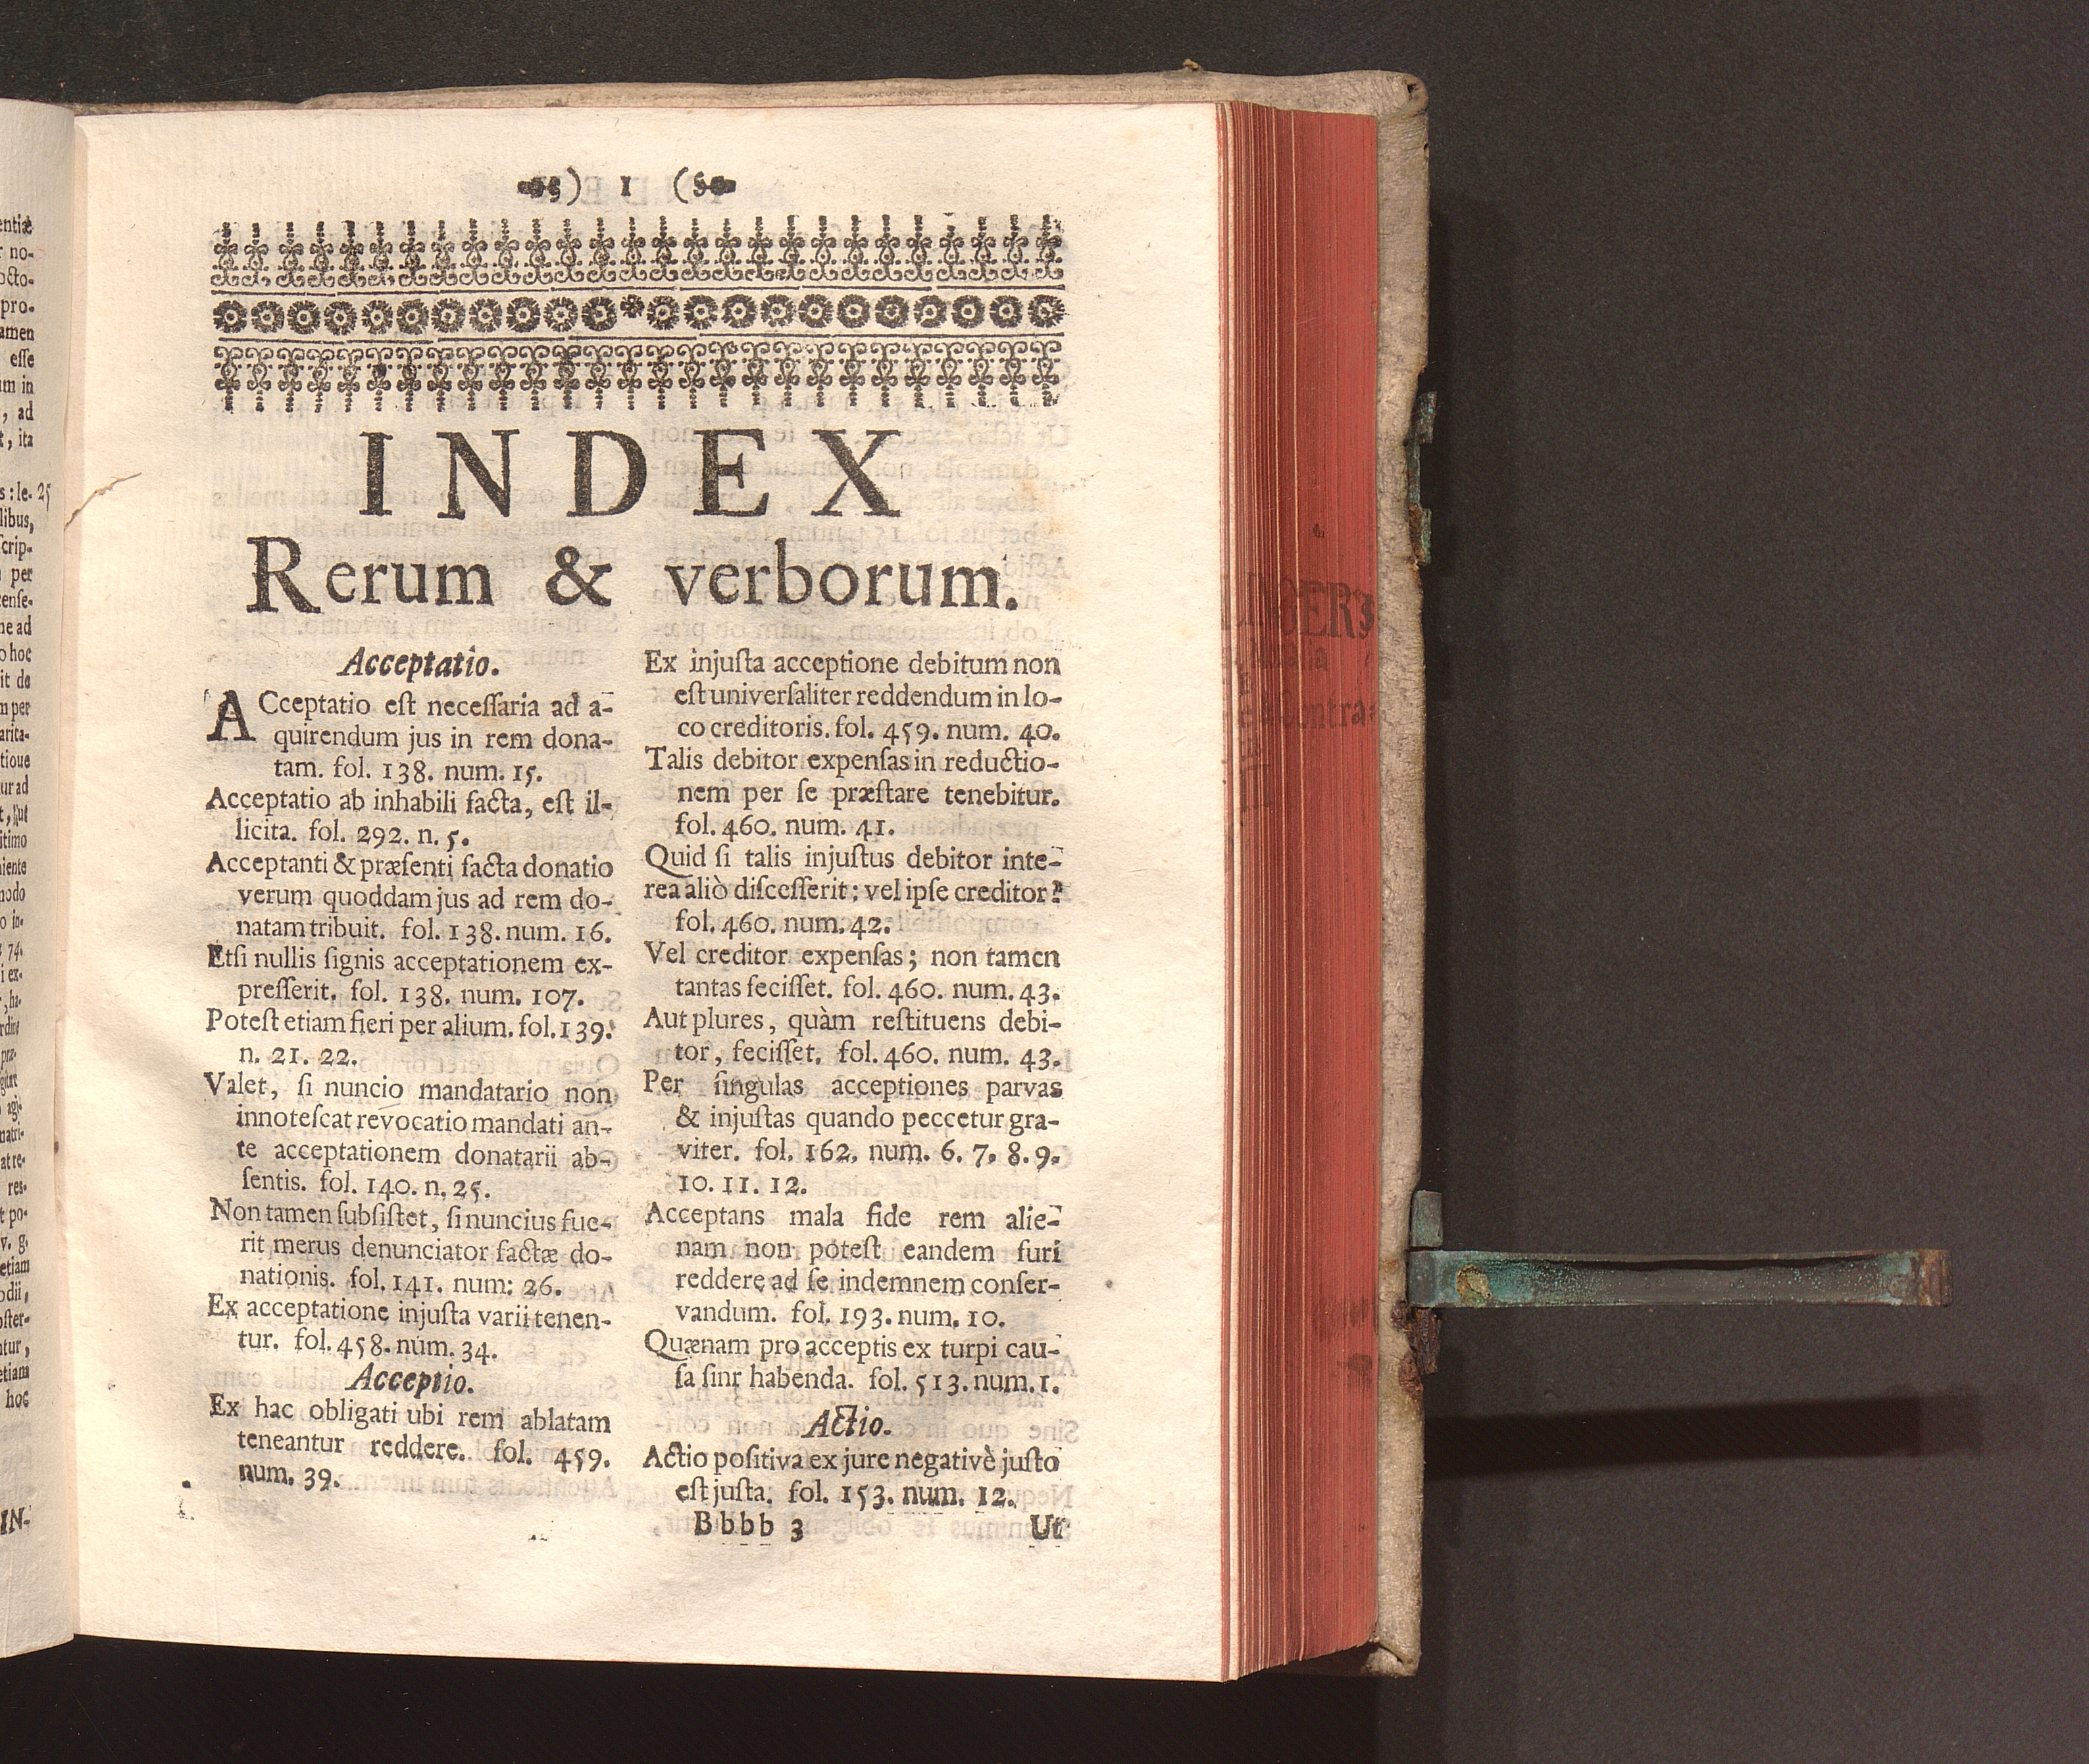 ) 1 (
INDEX
Rerum & verborum.
Acceptatio.
ACceptatio eſt neceſſaria ad a-
quirendum jus in rem dona-
tam. fol. 138. num. 15.
Acceptatio ab inhabili facta, eſt il-
licita. fol. 292. n. 5.
Acceptanti & præſenti facta donatio
verum quoddam jus ad rem do-
natam tribuit. fol. 138. num. 16.
Etſi nullis ſignis acceptationem ex-
preſſerit. fol. 138. num. 107.
Poteſt etiam fieri per alium. fol. 139.
n. 21. 22.
Valet, ſi nuncio mandatario non
innoteſcat revocatio mandati an-
te acceptationem donatarii ab-
ſentis. fol. 140. n. 25.
Non tamen ſubſiſtet, ſi nuncius fue-
rit merus denunciator factæ do-
nationis. fol. 141. num: 26.
Ex acceptatione injuſta varii tenen-
tur. fol. 458. num. 34.
Acceptio.
Ex hac obligati ubi rem ablatam
teneantur reddere. fol. 459.
num. 39.
Ex injuſta acceptione debitum non
eſt univerſaliter reddendum in lo-
co creditoris. fol. 459. num. 40.
Talis debitor expenſas in reductio-
nem per ſe præſtare tenebitur.
fol. 460. num. 41.
Quid ſi talis injuſtus debitor inte-
rea aliò diſceſſerit: vel ipſe creditor?
fol. 460. num. 42.
Vel creditor expenſas; non tamen
tantas feciſſet. fol. 460. num. 43.
Aut plures, quàm reſtituens debi-
tor, feciſſet. fol. 460. num. 43.
Per ſingulas acceptiones parvas
& injuſtas quando peccetur gra-
viter. fol. 162. num. 6. 7. 8. 9.
10. 11. 12.
Acceptans mala fide rem alie-
nam non poteſt eandem furi
reddere ad ſe indemnem conſer-
vandum. fol. 193. num. 10.
Quænam pro acceptis ex turpi cau-
ſa ſinr habenda. fol. 513. num. 1.
Actio.
Actio poſitiva ex jure negativè juſto
eſt juſta. fol. 153. num. 12.
Bbbb 3
Ut